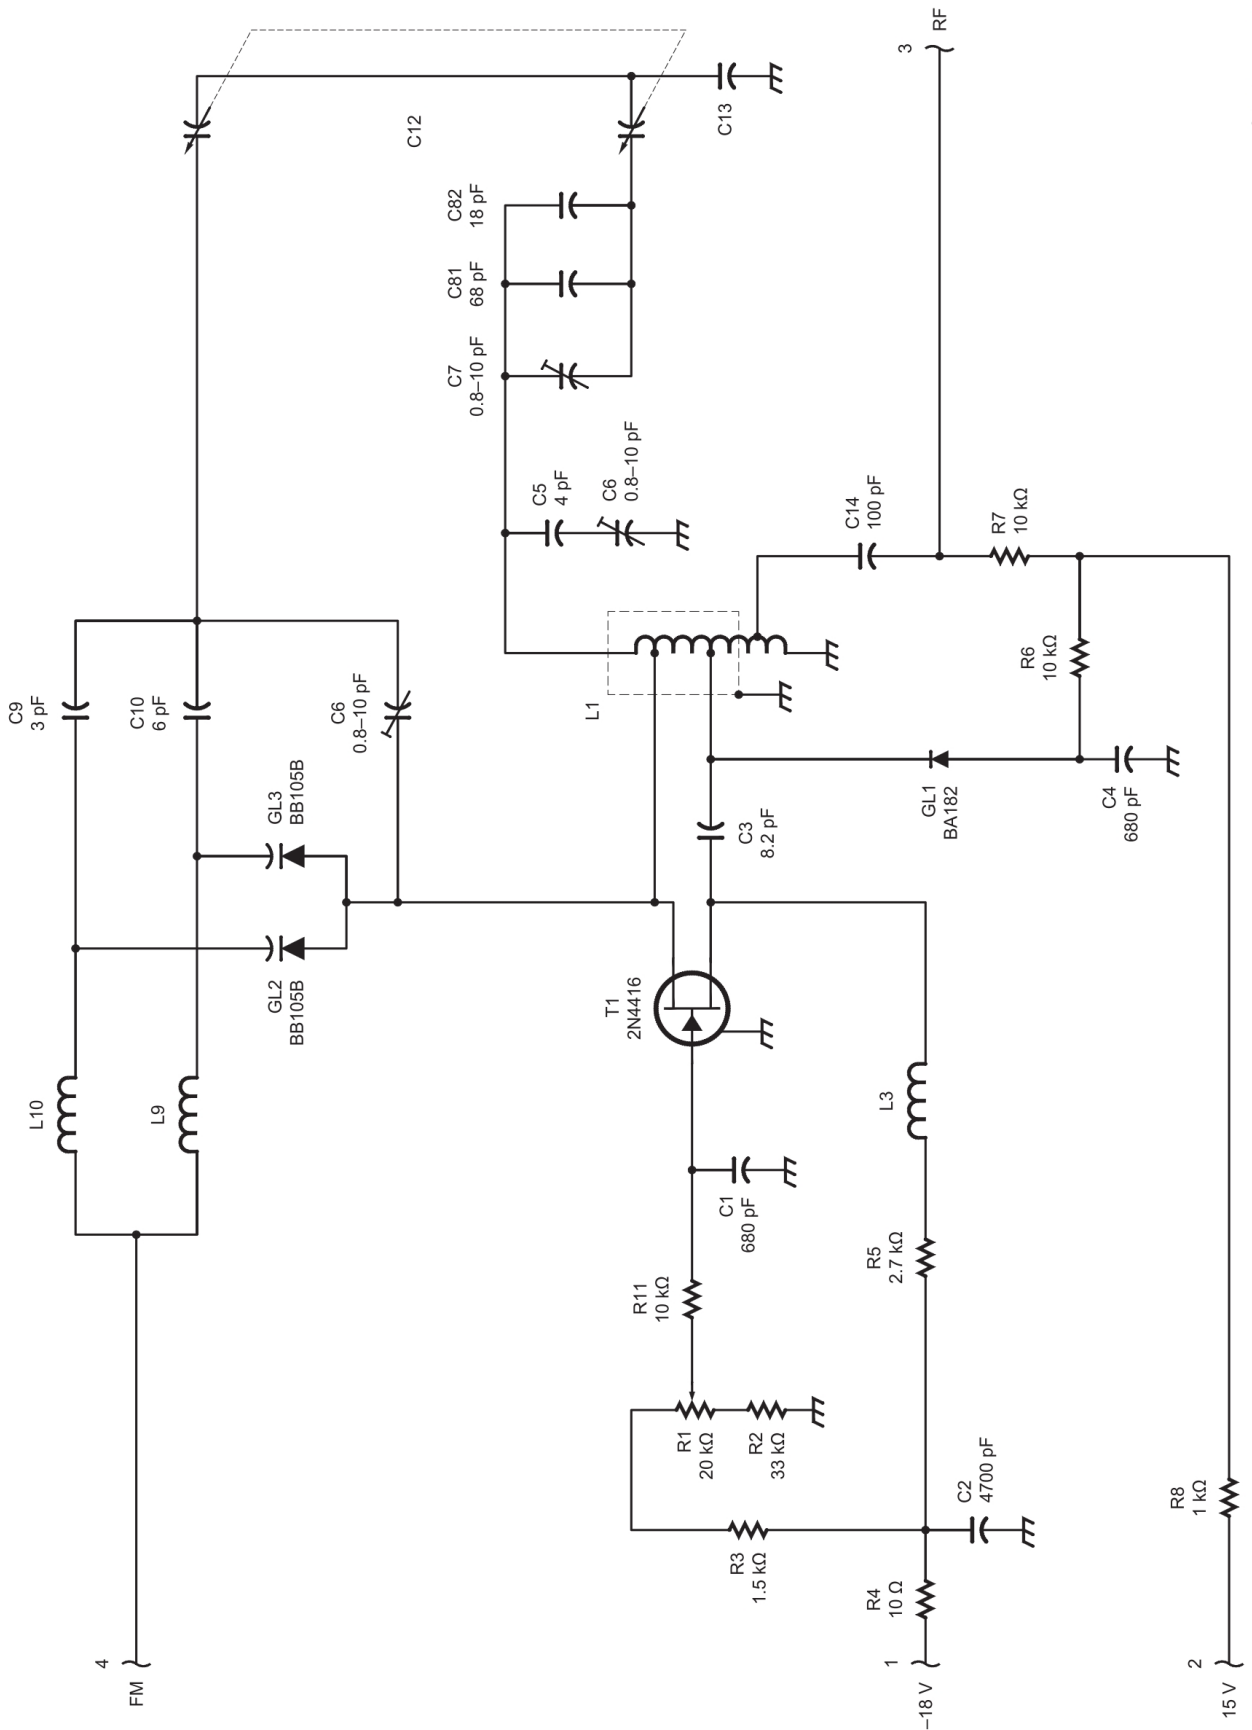 4
FM
L10
L9
C9
3 pF
C10
6 pF
C6
0.8–10 pF
GL3
BB105B
GL2
BB105B
C12
C13
C82
18 pF
C81
68 pF
C7
0.8–10 pF
C5
4 pF
C6
0.8–10 pF
L1
C14
100 pF
3
RF
R7
10 kΩ
R6
10 kΩ
GL1
BA182
C4
680 pF
C3
8.2 pF
T1
2N4416
L3
C1
680 pF
R11
10 kΩ
R5
2.7 kΩ
R1
20 kΩ
R2
33 kΩ
R3
1.5 kΩ
C2
4700 pF
R4
10 Ω
1
–18 V
R8
1 kΩ
2
15 V